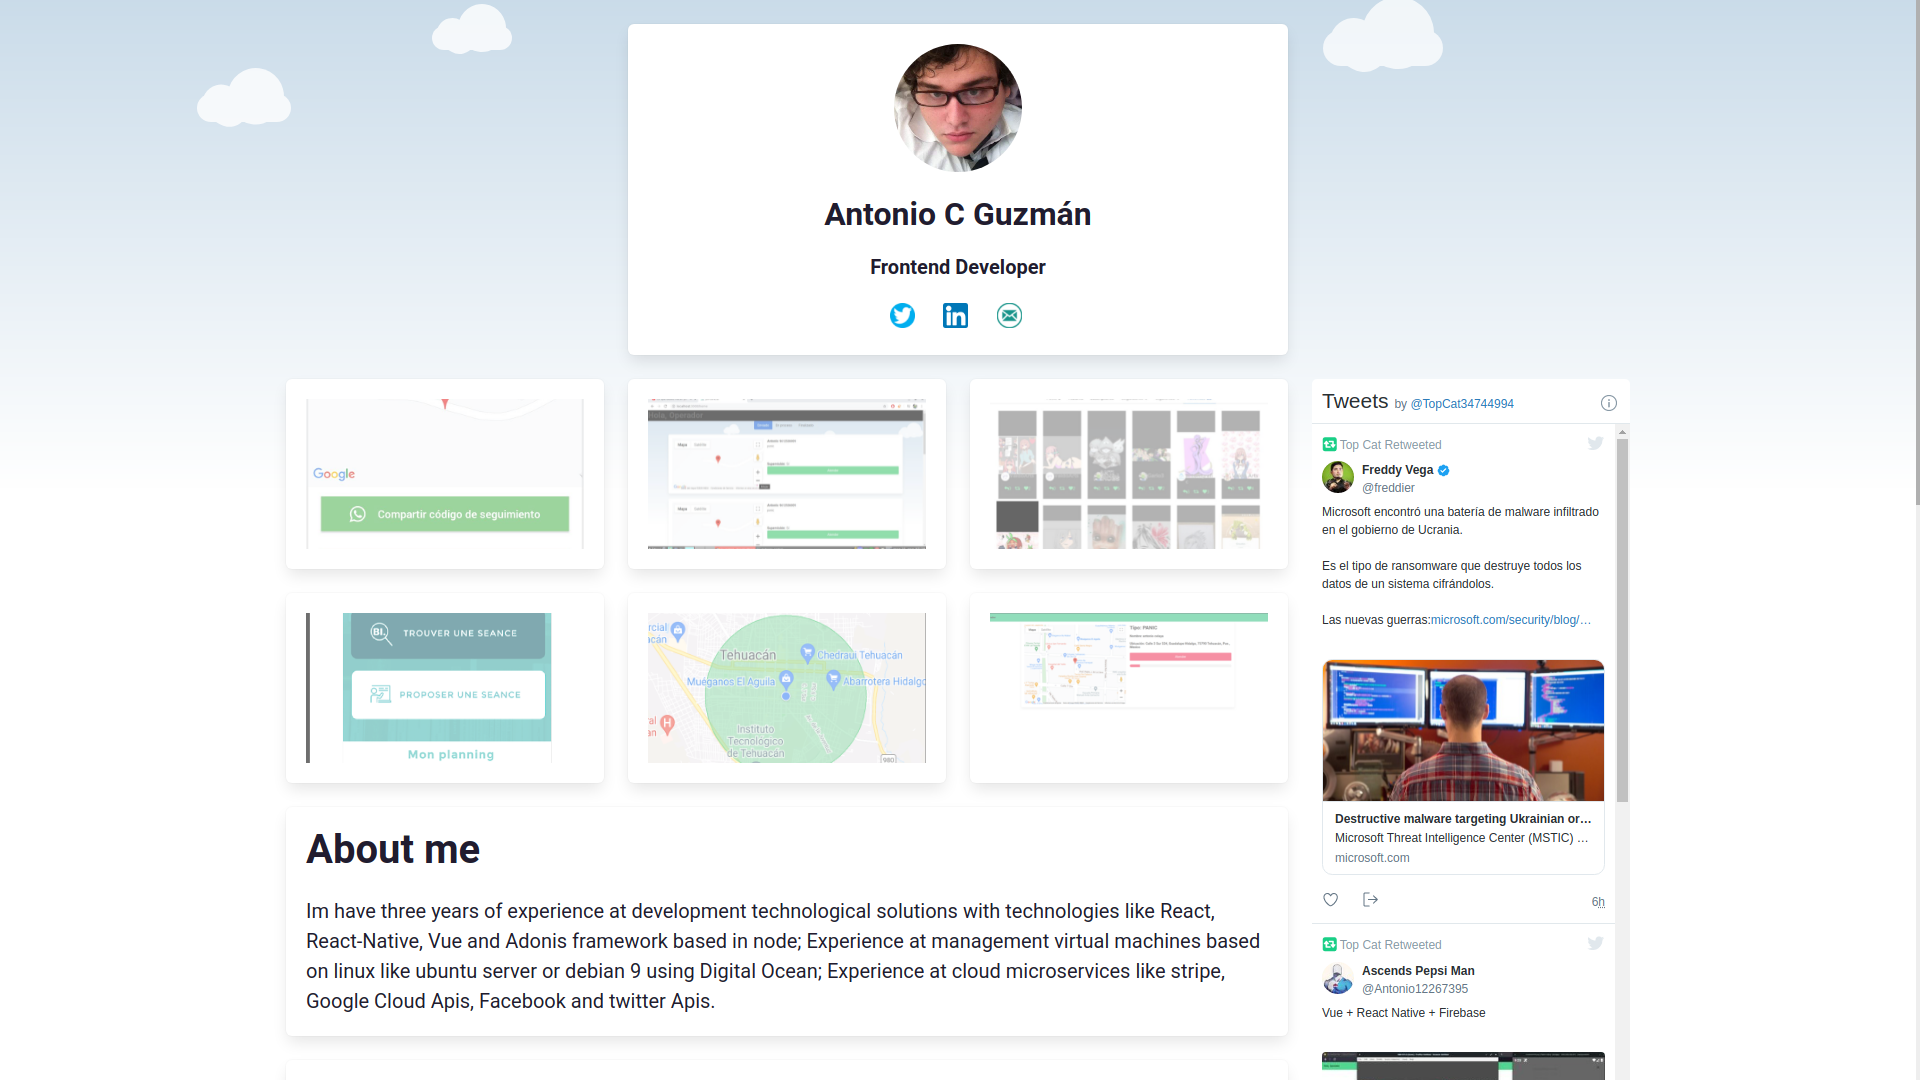 Antonio C Guzmán
Frontend Developer
Google
Compartir código de seguimiento
BI.
TROUVER UNE SEANCE
PROPOSER UNE SEANCE
Mon planning
Tehuacán
Chedraui Tehuacán
Muéganos El Aguila
Abarrotera Hidalgo
Instituto
Tecnológico
de Tehuacán
980
Tipo: PANIC
About me
Im have three years of experience at development technological solutions with technologies like React,
React-Native, Vue and Adonis framework based in node; Experience at management virtual machines based
on linux like ubuntu server or debian 9 using Digital Ocean; Experience at cloud microservices like stripe,
Google Cloud Apis, Facebook and twitter Apis.
Tweets by @TopCat34744994
Top Cat Retweeted
Freddy Vega
@freddier
Microsoft encontró una batería de malware infiltrado
en el gobierno de Ucrania.
Es el tipo de ransomware que destruye todos los
datos de un sistema cifrándolos.
Las nuevas guerras:microsoft.com/security/blog/…
Destructive malware targeting Ukrainian or…
Microsoft Threat Intelligence Center (MSTIC) …
microsoft.com
6h
Top Cat Retweeted
Ascends Pepsi Man
@Antonio12267395
Vue + React Native + Firebase